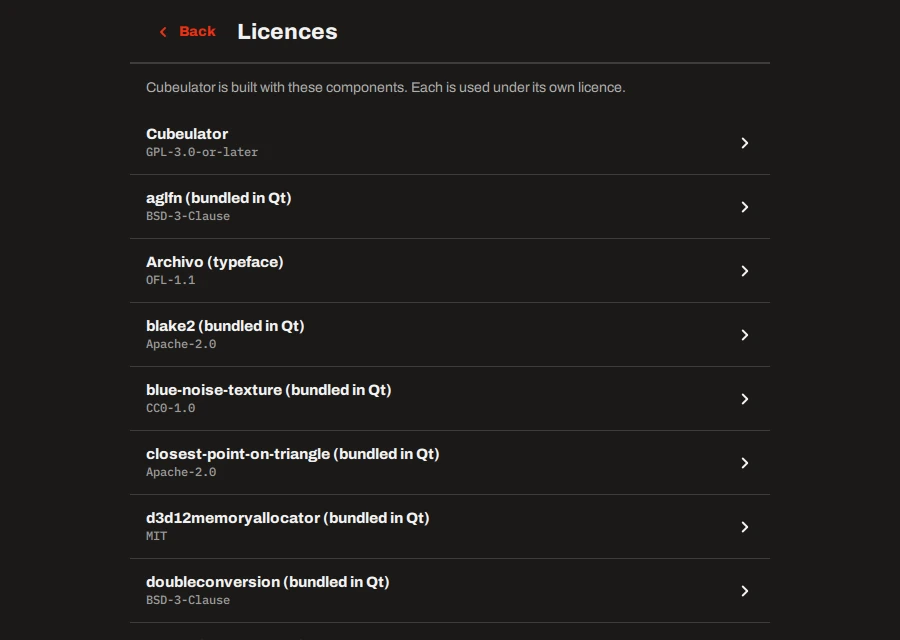 Back
Licences
Cubeulator is built with these components. Each is used under its own licence.
Cubeulator
GPL-3.0-or-later
aglfn (bundled in Qt)
BSD-3-Clause
Archivo (typeface)
OFL-1.1
blake2 (bundled in Qt)
Apache-2.0
blue-noise-texture (bundled in Qt)
CC0-1.0
closest-point-on-triangle (bundled in Qt)
Apache-2.0
d3d12memoryallocator (bundled in Qt)
MIT
doubleconversion (bundled in Qt)
BSD-3-Clause